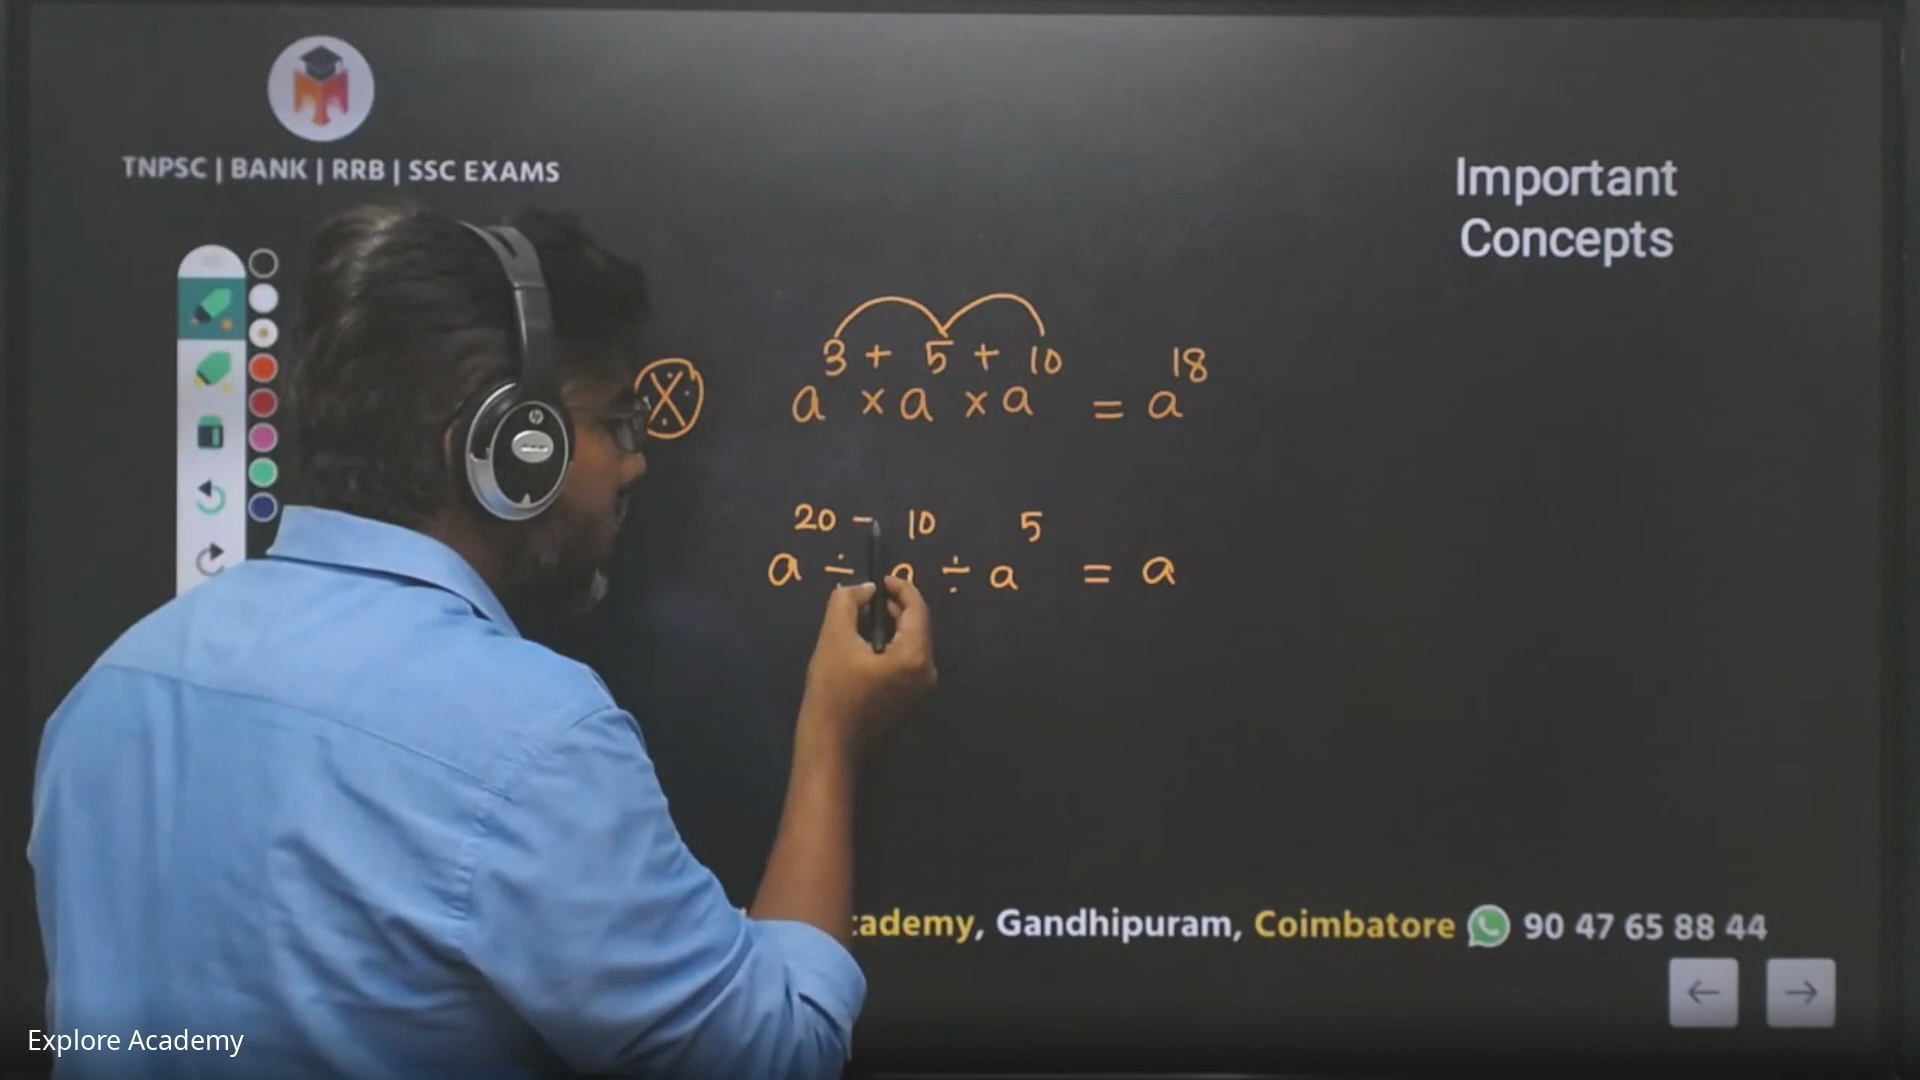 TNPSC | BANK | RRB | SSC EXAMS
Important
Concepts
3 + 5 + 10 18
a × a × a = a
20 - 10 5
a ÷ a ÷ a = a
Gandhipuram, Coimbatore 90 47 65 88 44
Explore Academy